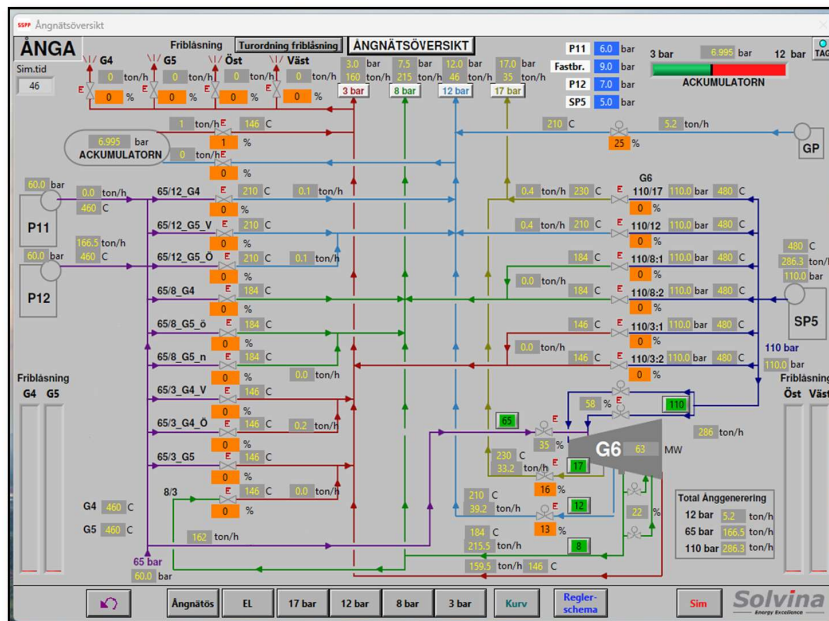 SSPP Ångnätsöversikt
ÅNGA
Friblåsning
Turordning friblåsning
ÅNGNÄTSÖVERSIKT
P11 6.0 bar
Fastbr. 9.0 bar
P12 7.0 bar
SP5 5.0 bar
3 bar 6.995 bar 12 bar
ACKUMULATORN
TAG
Sim.tid
46
G4 G5 Öst Väst
0 ton/h 0 ton/h 0 ton/h 0 ton/h
E 0 % E 0 % E 0 % E 0 %
3.0 bar 7.5 bar 12.0 bar 17.0 bar
160 ton/h 215 ton/h 46 ton/h 35 ton/h
3 bar 8 bar 12 bar 17 bar
1 ton/h E 146 C
6.995 bar 1 %
ACKUMULATORN
0 ton/h E
0 %
210 C 5.2 ton/h
25 %
GP
60.0 bar
0.0 ton/h
460 C
P11
166.5 ton/h
60.0 bar
460 C
P12
65/12_G4 E 210 C 0.1 ton/h
0 %
65/12_G5_V E 210 C
0 %
65/12_G5_Ö E 210 C 0.1 ton/h
0 %
65/8_G4 E 184 C
0 %
65/8_G5_ö E 184 C
0 %
65/8_G5_n E 184 C
0 % 0.0 ton/h
65/3_G4_V E 146 C
0 %
65/3_G4_Ö E 146 C 0.2 ton/h
0 %
65/3_G5 E 146 C
0 %
8/3 E 146 C 0.0 ton/h
0 %
G6
0.4 ton/h 230 C E 110/17 110.0 bar 480 C
0 %
0.4 ton/h 210 C E 110/12 110.0 bar 480 C
0 %
184 C E 110/8:1 110.0 bar 480 C
0.0 ton/h 0 %
184 C E 110/8:2 110.0 bar 480 C
0 %
146 C E 110/3:1 110.0 bar 480 C
0.0 ton/h 0 %
146 C E 110/3:2 110.0 bar 480 C
0 %
480 C
286.3 ton/h
110.0 bar
SP5
110 bar
110.0 bar
Friblåsning
G4 G5
Friblåsning
Öst Väst
G4 460 C
G5 460 C
162 ton/h
65 bar
60.0 bar
65
E
35 %
58 %
E
110
286 ton/h
G6 63 MW
230 C
33.2 ton/h
E
16 %
17
210 C
39.2 ton/h
E
13 %
12
22 %
184 C
215.5 ton/h
8
159.5 ton/h 146 C
Total Ånggenerering
12 bar 5.2 ton/h
65 bar 166.5 ton/h
110 bar 286.3 ton/h
Ångnätös EL 17 bar 12 bar 8 bar 3 bar Kurv Regler-
schema Sim
Solvina
Energy Excellence